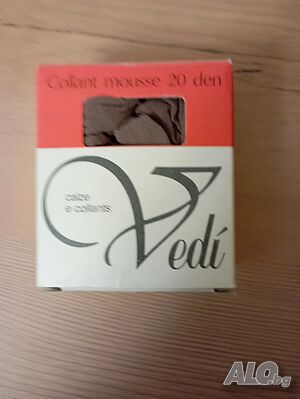 Collant mousse 20 den
calze
e collants
Vedí
ALO.bg